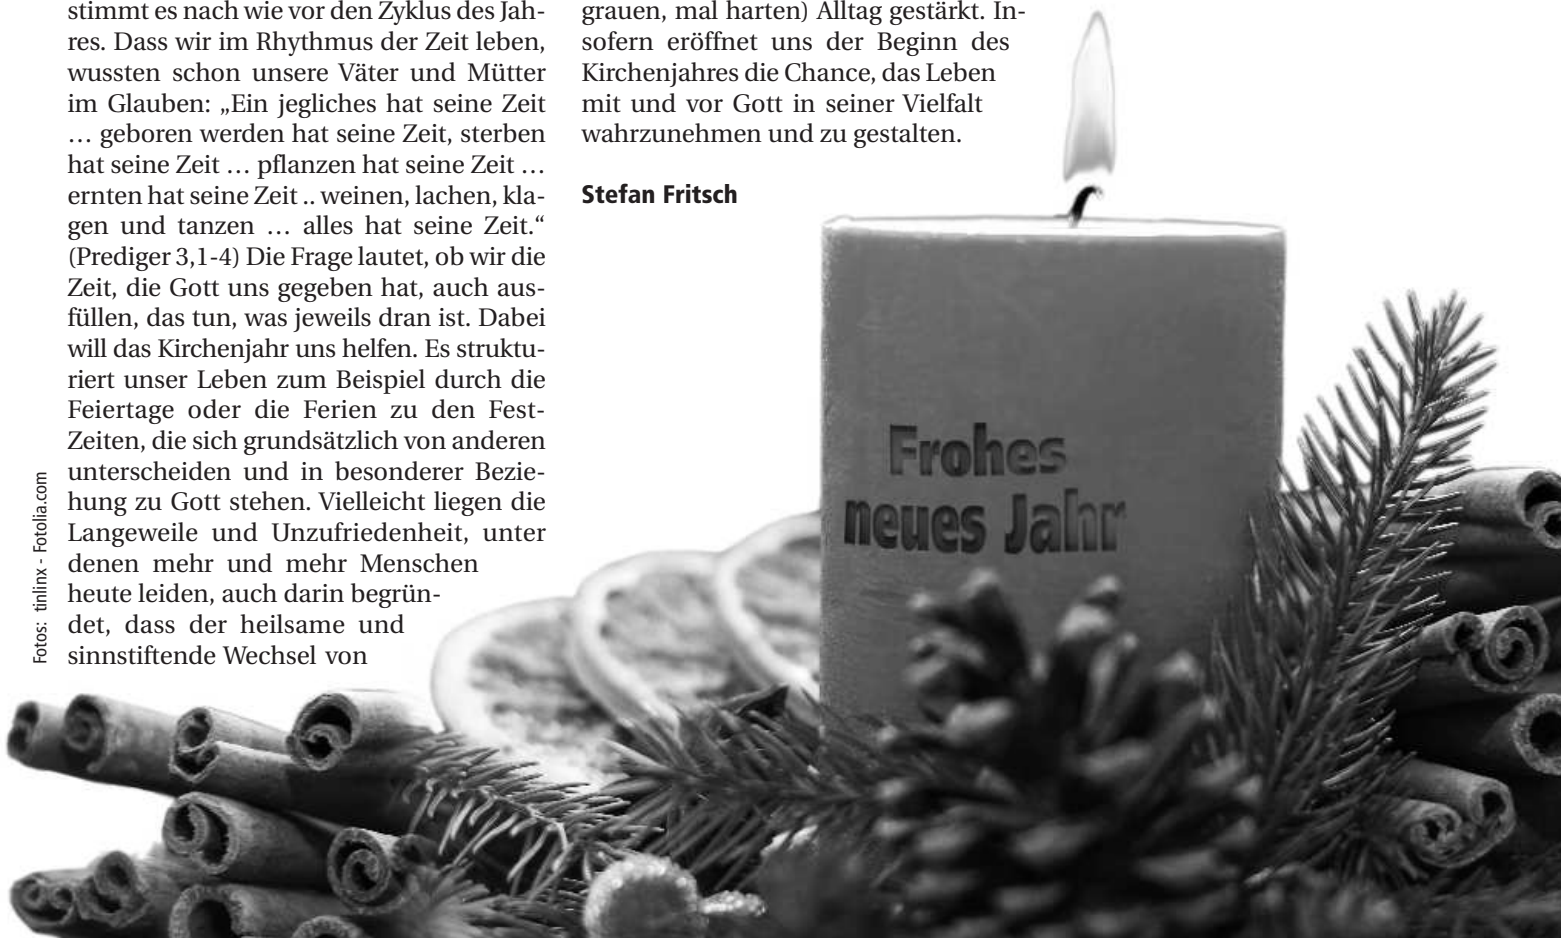 stimmt es nach wie vor den Zyklus des Jah-
res. Dass wir im Rhythmus der Zeit leben,
wussten schon unsere Väter und Mütter
im Glauben: „Ein jegliches hat seine Zeit
… geboren werden hat seine Zeit, sterben
hat seine Zeit … pflanzen hat seine Zeit …
ernten hat seine Zeit .. weinen, lachen, kla-
gen und tanzen … alles hat seine Zeit.“
(Prediger 3,1-4) Die Frage lautet, ob wir die
Zeit, die Gott uns gegeben hat, auch aus-
füllen, das tun, was jeweils dran ist. Dabei
will das Kirchenjahr uns helfen. Es struktu-
riert unser Leben zum Beispiel durch die
Feiertage oder die Ferien zu den Fest-
Zeiten, die sich grundsätzlich von anderen
unterscheiden und in besonderer Bezie-
hung zu Gott stehen. Vielleicht liegen die
Langeweile und Unzufriedenheit, unter
denen mehr und mehr Menschen
heute leiden, auch darin begrün-
det, dass der heilsame und
sinnstiftende Wechsel von
grauen, mal harten) Alltag gestärkt. In-
sofern eröffnet uns der Beginn des
Kirchenjahres die Chance, das Leben
mit und vor Gott in seiner Vielfalt
wahrzunehmen und zu gestalten.
Stefan Fritsch
Frohes
neues Jahr
Fotos: tinlinx - Fotolia.com